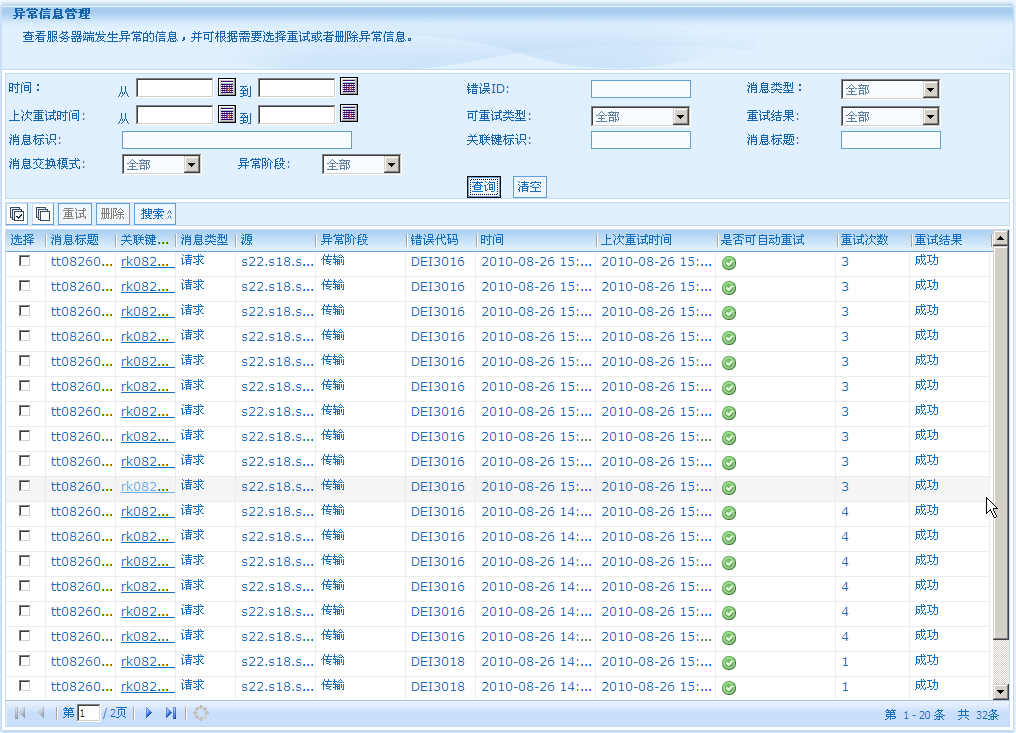 异常信息管理
查看服务器端发生异常的信息，并可根据需要选择重试或者删除异常信息。
时间： 从 到 错误ID: 消息类型： 全部
上次重试时间: 从 到 可重试类型: 全部 重试结果: 全部
消息标识: 关联键标识: 消息标题:
消息交换模式: 全部 异常阶段: 全部
查询 清空
重试 删除 搜索
选择 消息标题 关联键... 消息类型 源 异常阶段 错误代码 时间 上次重试时间 是否可自动重试 重试次数 重试结果
tt08260... rk082... 请求 s22.s18.s... 传输 DEI3016 2010-08-26 15:... 2010-08-26 15:... 3 成功
tt08260... rk082... 请求 s22.s18.s... 传输 DEI3016 2010-08-26 15:... 2010-08-26 15:... 3 成功
tt08260... rk082... 请求 s22.s18.s... 传输 DEI3016 2010-08-26 15:... 2010-08-26 15:... 3 成功
tt08260... rk082... 请求 s22.s18.s... 传输 DEI3016 2010-08-26 15:... 2010-08-26 15:... 3 成功
tt08260... rk082... 请求 s22.s18.s... 传输 DEI3016 2010-08-26 15:... 2010-08-26 15:... 3 成功
tt08260... rk082... 请求 s22.s18.s... 传输 DEI3016 2010-08-26 15:... 2010-08-26 15:... 3 成功
tt08260... rk082... 请求 s22.s18.s... 传输 DEI3016 2010-08-26 15:... 2010-08-26 15:... 3 成功
tt08260... rk082... 请求 s22.s18.s... 传输 DEI3016 2010-08-26 15:... 2010-08-26 15:... 3 成功
tt08260... rk082... 请求 s22.s18.s... 传输 DEI3016 2010-08-26 15:... 2010-08-26 15:... 3 成功
tt08260... rk082... 请求 s22.s18.s... 传输 DEI3016 2010-08-26 15:... 2010-08-26 15:... 3 成功
tt08260... rk082... 请求 s22.s18.s... 传输 DEI3016 2010-08-26 14:... 2010-08-26 15:... 4 成功
tt08260... rk082... 请求 s22.s18.s... 传输 DEI3016 2010-08-26 14:... 2010-08-26 15:... 4 成功
tt08260... rk082... 请求 s22.s18.s... 传输 DEI3016 2010-08-26 14:... 2010-08-26 15:... 4 成功
tt08260... rk082... 请求 s22.s18.s... 传输 DEI3016 2010-08-26 14:... 2010-08-26 15:... 4 成功
tt08260... rk082... 请求 s22.s18.s... 传输 DEI3016 2010-08-26 14:... 2010-08-26 15:... 4 成功
tt08260... rk082... 请求 s22.s18.s... 传输 DEI3016 2010-08-26 14:... 2010-08-26 15:... 4 成功
tt08260... rk082... 请求 s22.s18.s... 传输 DEI3018 2010-08-26 14:... 2010-08-26 14:... 1 成功
tt08260... rk082... 请求 s22.s18.s... 传输 DEI3018 2010-08-26 14:... 2010-08-26 14:... 1 成功
第 1 / 2页 第 1 - 20 条 共 32条